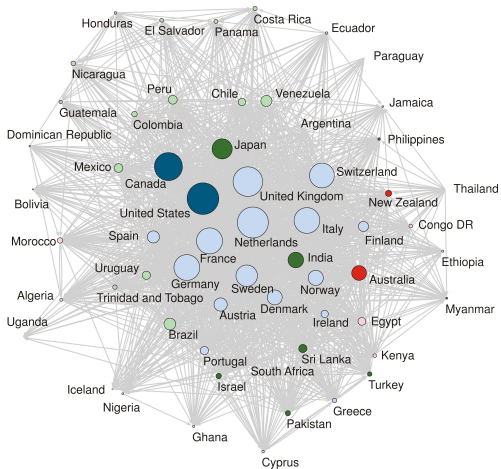 Costa Rica
Honduras
El Salvador
Panama
Ecuador
Paraguay
Nicaragua
Peru
Chile
Venezuela
Jamaica
Guatemala
Colombia
Argentina
Dominican Republic
Japan
Philippines
Mexico
Canada
Switzerland
United Kingdom
Thailand
New Zealand
Bolivia
United States
Congo DR
Spain
Netherlands
Italy
Finland
Morocco
France
India
Ethiopia
Uruguay
Germany
Sweden
Norway
Australia
Algeria
Trinidad and Tobago
Denmark
Myanmar
Uganda
Austria
Ireland
Egypt
Brazil
Portugal
Sri Lanka
Kenya
South Africa
Israel
Turkey
Iceland
Nigeria
Greece
Pakistan
Ghana
Cyprus